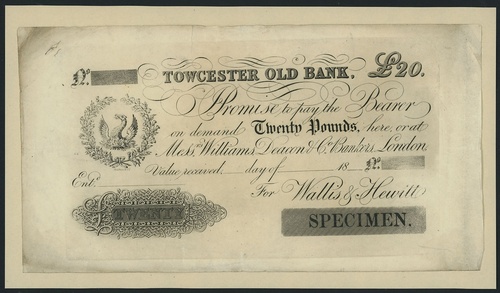 No.
TOWCESTER OLD BANK. £20.
Promise to pay the Bearer
on demand Twenty Pounds, here, or at
Messrs. Williams Deacon & Co. Bankers London
Value received, day of 18 No.
Ent.
For Wallis & Hewitt
£ TWENTY
SPECIMEN.